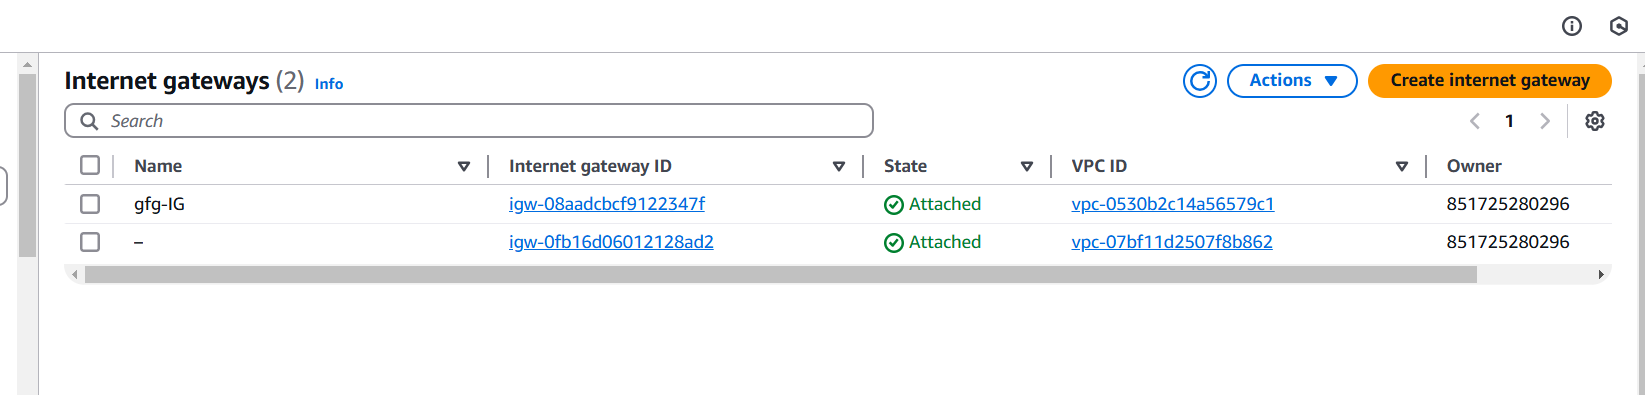 Internet gateways (2) Info
Actions
Create internet gateway
Search
1
Name Internet gateway ID State VPC ID Owner
gfg-IG igw-08aadcbcf9122347f Attached vpc-0530b2c14a56579c1 851725280296
– igw-0fb16d06012128ad2 Attached vpc-07bf11d2507f8b862 851725280296